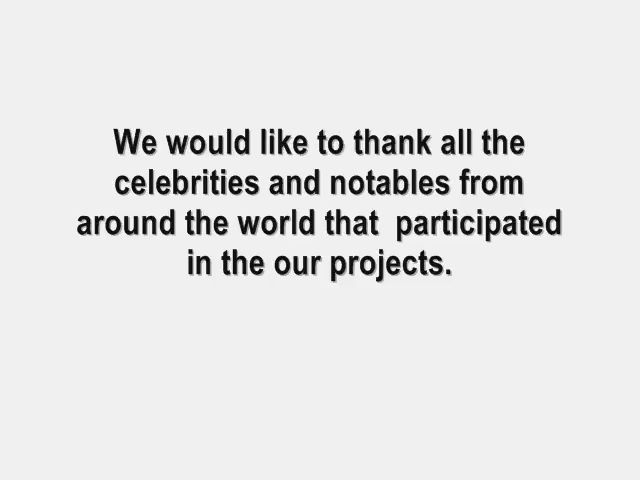 We would like to thank all the
celebrities and notables from
around the world that  participated
in the our projects.